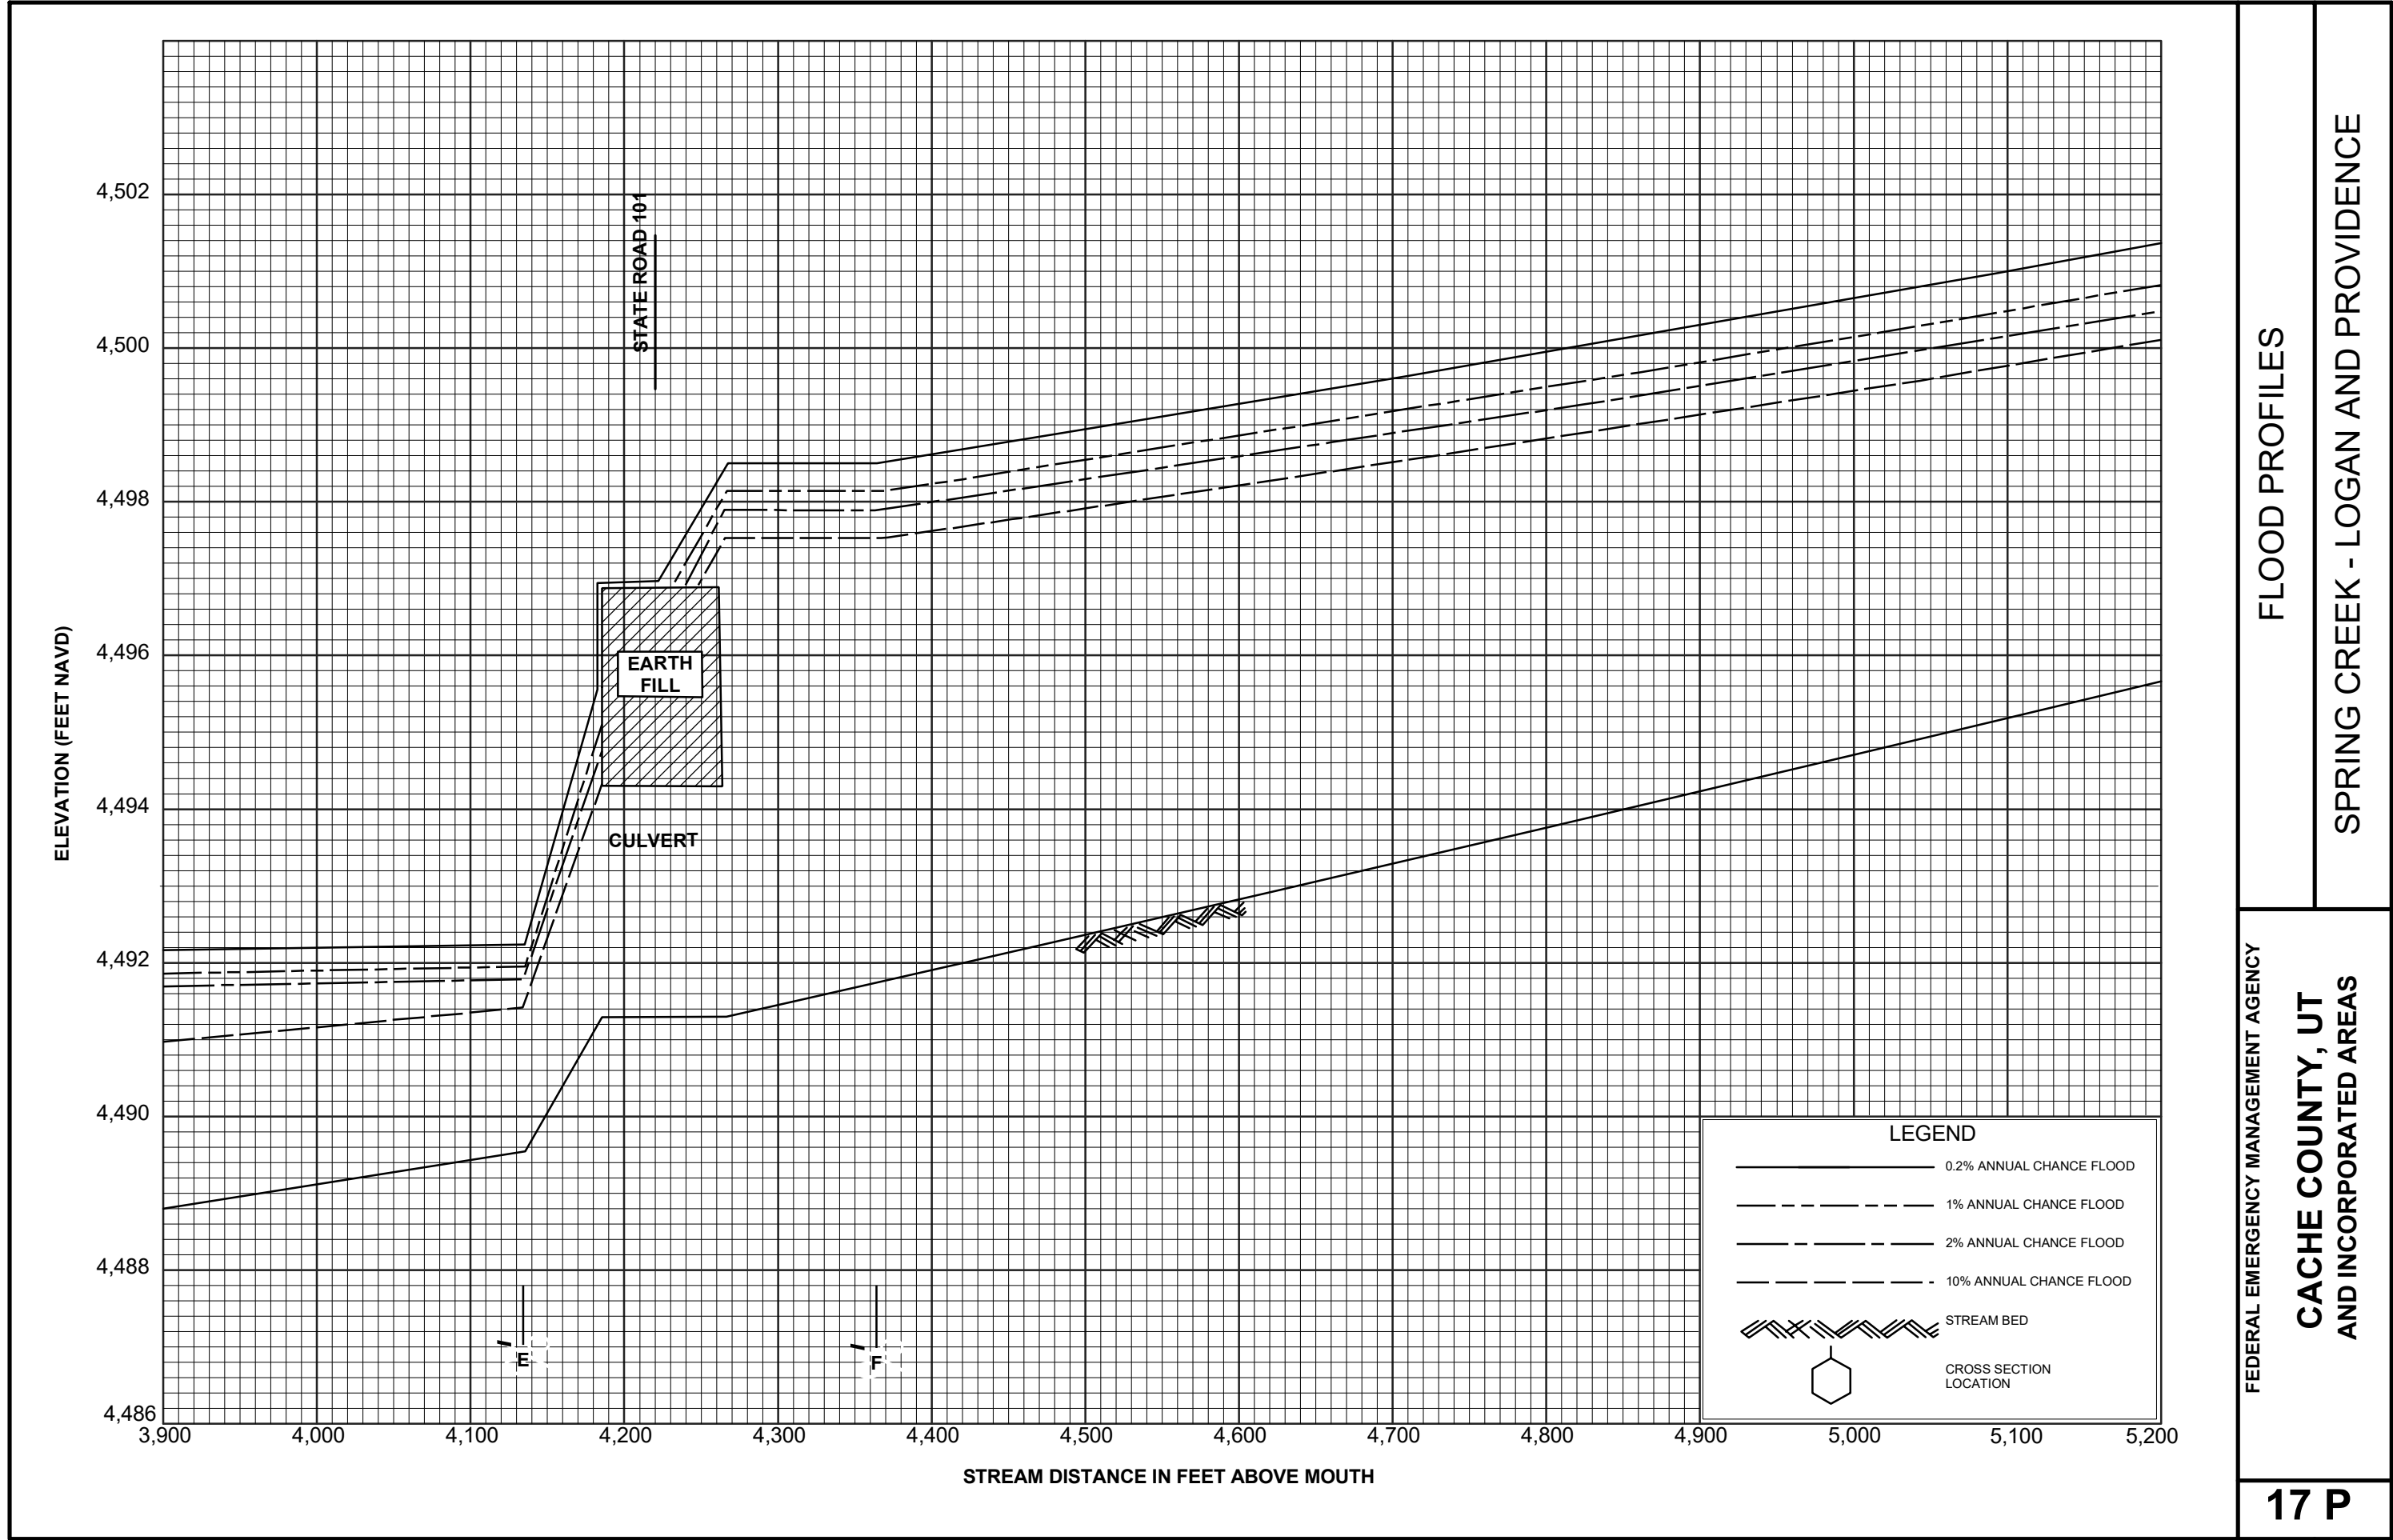 4,502
4,500
4,498
4,496
4,494
4,492
4,490
4,488
4,486
ELEVATION (FEET NAVD)
STATE ROAD 101
EARTH
FILL
CULVERT
E
F
3,900 4,000 4,100 4,200 4,300 4,400 4,500 4,600 4,700 4,800 4,900 5,000 5,100 5,200
STREAM DISTANCE IN FEET ABOVE MOUTH
LEGEND
0.2% ANNUAL CHANCE FLOOD
1% ANNUAL CHANCE FLOOD
2% ANNUAL CHANCE FLOOD
10% ANNUAL CHANCE FLOOD
STREAM BED
CROSS SECTION
LOCATION
FLOOD PROFILES
SPRING CREEK - LOGAN AND PROVIDENCE
FEDERAL EMERGENCY MANAGEMENT AGENCY
CACHE COUNTY, UT
AND INCORPORATED AREAS
17 P